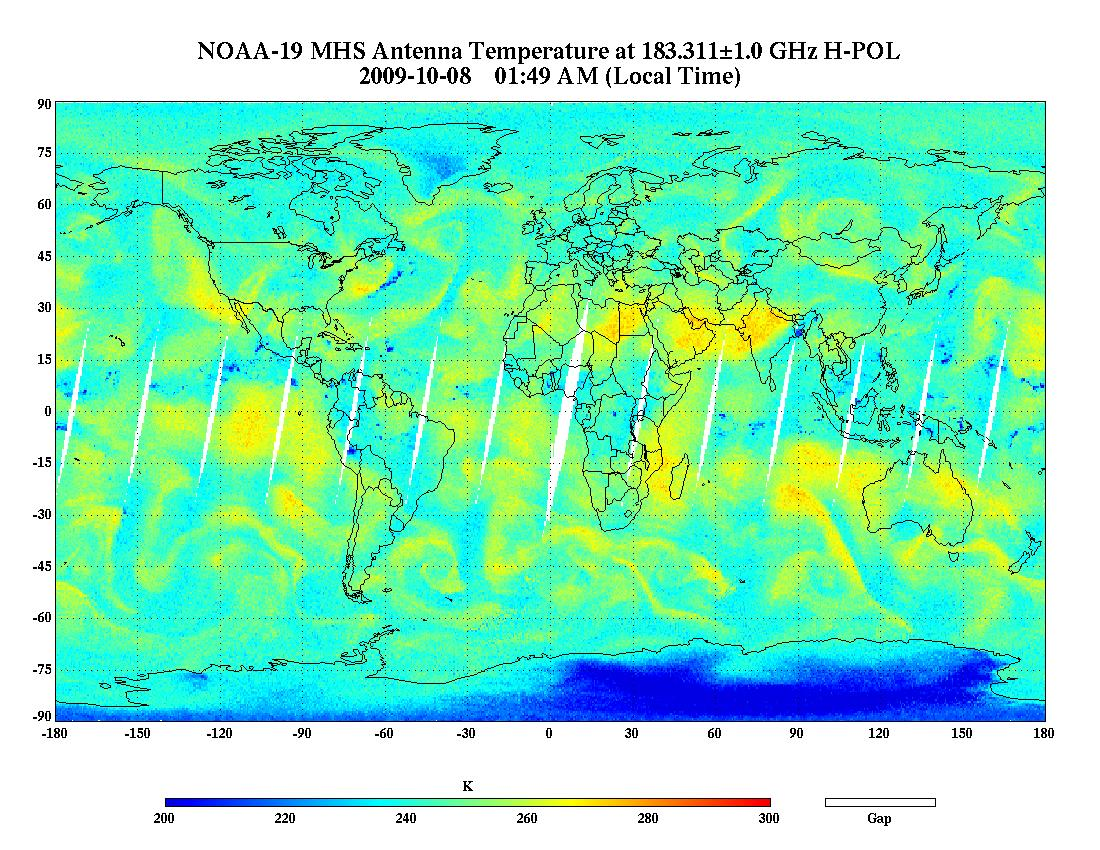 NOAA-19 MHS Antenna Temperature at 183.311±1.0 GHz H-POL
2009-10-08 01:49 AM (Local Time)
90
75
60
45
30
15
0
-15
-30
-45
-60
-75
-90
-180 -150 -120 -90 -60 -30 0 30 60 90 120 150 180
K
200 220 240 260 280 300 Gap